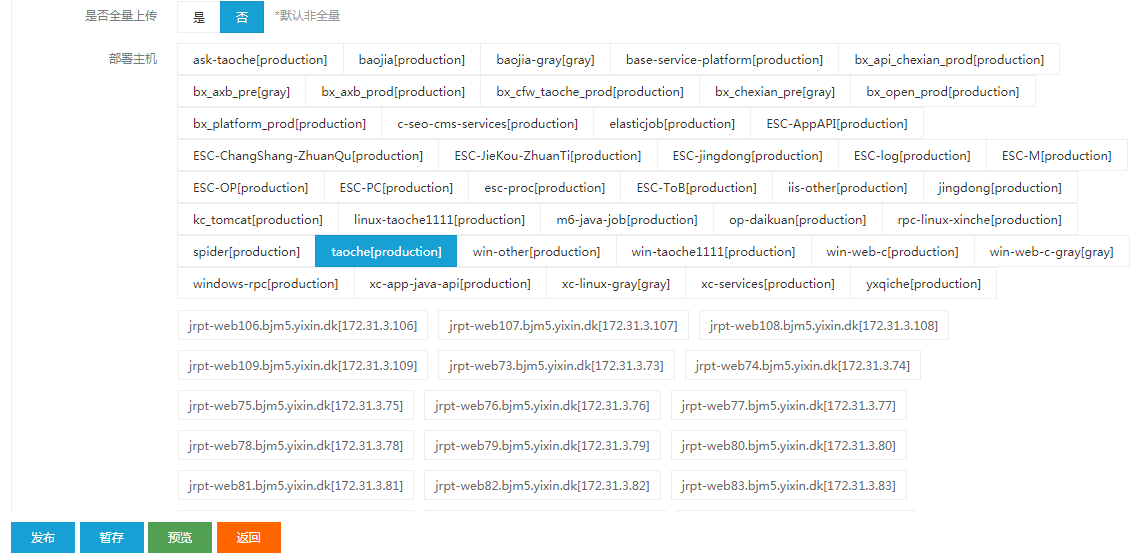 是否全量上传 是 否 *默认非全量
部署主机 ask-taoche[production] baojia[production] baojia-gray[gray] base-service-platform[production] bx_api_chexian_prod[production]
bx_axb_pre[gray] bx_axb_prod[production] bx_cfw_taoche_prod[production] bx_chexian_pre[gray] bx_open_prod[production]
bx_platform_prod[production] c-seo-cms-services[production] elasticjob[production] ESC-AppAPI[production]
ESC-ChangShang-ZhuanQu[production] ESC-JieKou-ZhuanTi[production] ESC-jingdong[production] ESC-log[production] ESC-M[production]
ESC-OP[production] ESC-PC[production] esc-proc[production] ESC-ToB[production] iis-other[production] jingdong[production]
kc_tomcat[production] linux-taoche1111[production] m6-java-job[production] op-daikuan[production] rpc-linux-xinche[production]
spider[production] taoche[production] win-other[production] win-taoche1111[production] win-web-c[production] win-web-c-gray[gray]
windows-rpc[production] xc-app-java-api[production] xc-linux-gray[gray] xc-services[production] yxqiche[production]
jrpt-web106.bjm5.yixin.dk[172.31.3.106] jrpt-web107.bjm5.yixin.dk[172.31.3.107] jrpt-web108.bjm5.yixin.dk[172.31.3.108]
jrpt-web109.bjm5.yixin.dk[172.31.3.109] jrpt-web73.bjm5.yixin.dk[172.31.3.73] jrpt-web74.bjm5.yixin.dk[172.31.3.74]
jrpt-web75.bjm5.yixin.dk[172.31.3.75] jrpt-web76.bjm5.yixin.dk[172.31.3.76] jrpt-web77.bjm5.yixin.dk[172.31.3.77]
jrpt-web78.bjm5.yixin.dk[172.31.3.78] jrpt-web79.bjm5.yixin.dk[172.31.3.79] jrpt-web80.bjm5.yixin.dk[172.31.3.80]
jrpt-web81.bjm5.yixin.dk[172.31.3.81] jrpt-web82.bjm5.yixin.dk[172.31.3.82] jrpt-web83.bjm5.yixin.dk[172.31.3.83]
发布 暂存 预览 返回